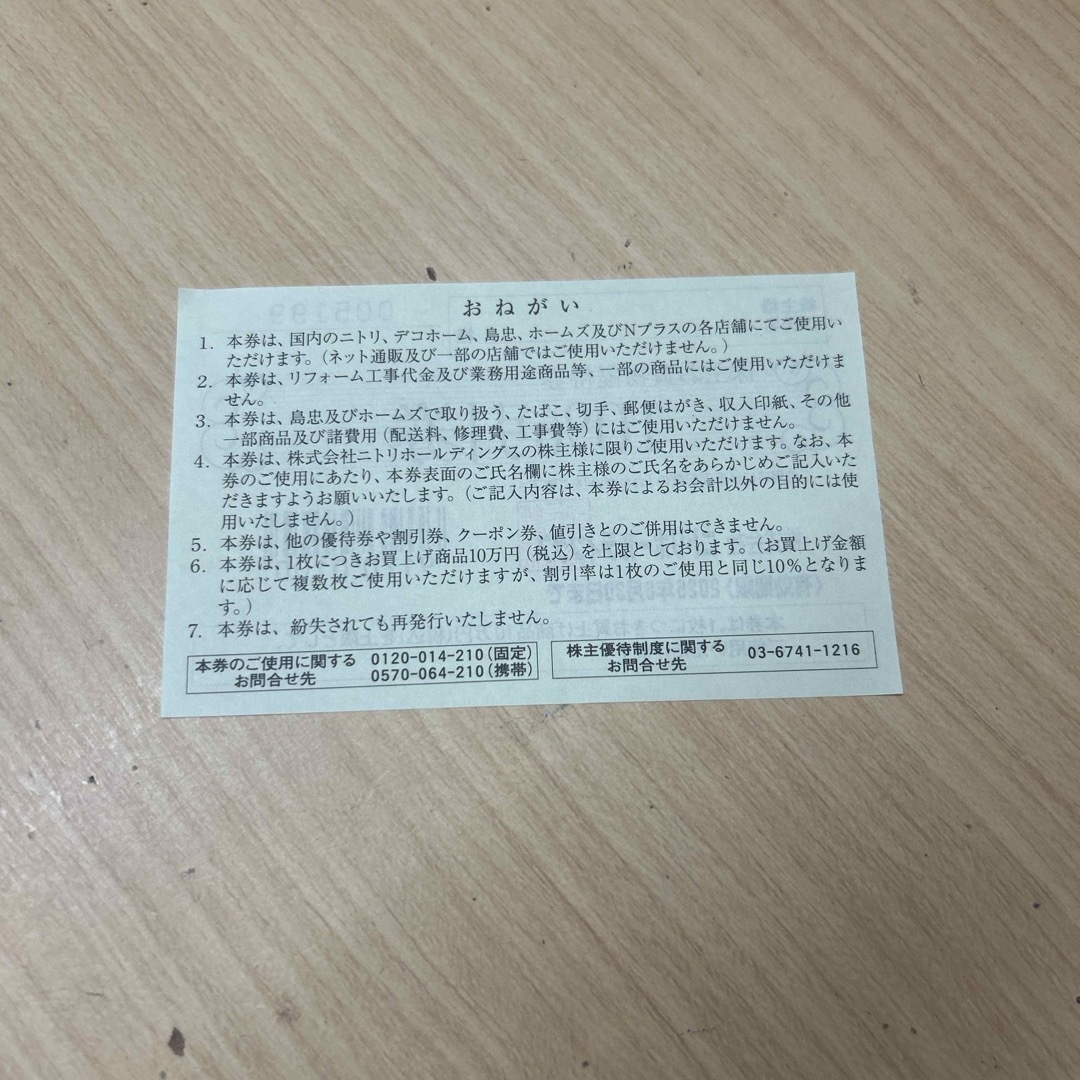 おねがい
1. 本券は、国内のニトリ、デコホーム、島忠、ホームズ及びNプラスの各店舗にてご使用い
ただけます。(ネット通販及び一部の店舗ではご使用いただけません。)
2. 本券は、リフォーム工事代金及び業務用途商品等、一部の商品にはご使用いただけま
せん。
3. 本券は、島忠及びホームズで取り扱う、たばこ、切手、郵便はがき、収入印紙、その他
一部商品及び諸費用(配送料、修理費、工事費等)にはご使用いただけません。
4. 本券は、株式会社ニトリホールディングスの株主様に限りご使用いただけます。なお、本
券のご使用にあたり、本券表面のご氏名欄に株主様のご氏名をあらかじめご記入いた
だきますようお願いいたします。(ご記入内容は、本券によるお会計以外の目的には使
用いたしません。)
5. 本券は、他の優待券や割引券、クーポン券、値引きとのご併用はできません。
6. 本券は、1枚につきお買上げ商品10万円(税込)を上限としております。(お買上げ金額
に応じて複数枚ご使用いただけますが、割引率は1枚のご使用と同じ10%となりま
す。)
7. 本券は、紛失されても再発行いたしません。
本券のご使用に関する 0120-014-210(固定)
お問合せ先 0570-064-210(携帯)
株主優待制度に関する
お問合せ先 03-6741-1216